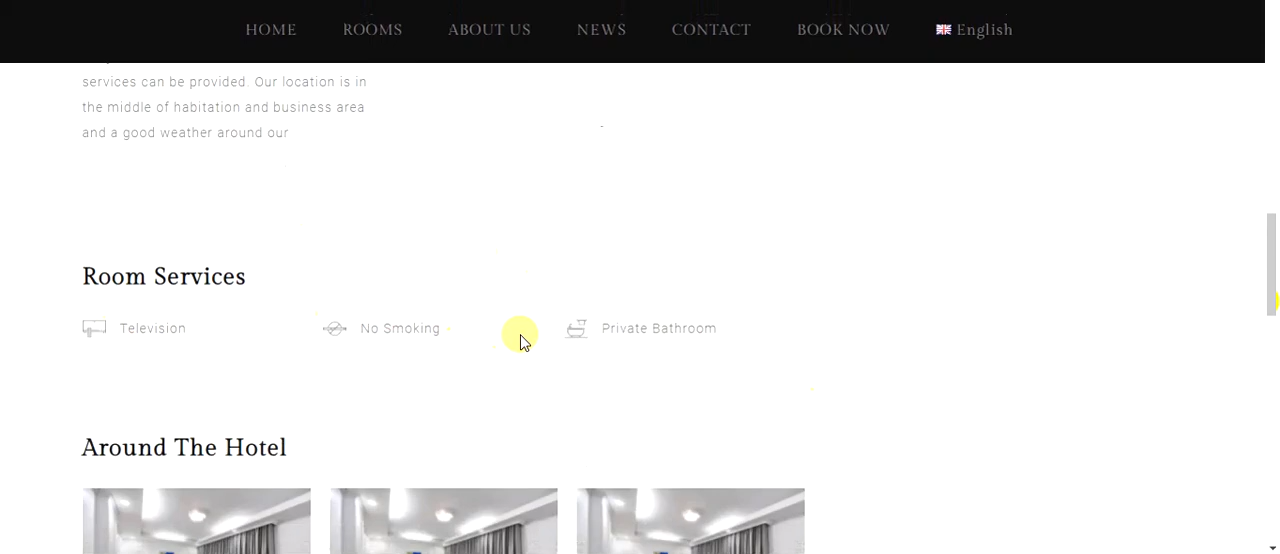 HOME ROOMS ABOUT US NEWS CONTACT BOOK NOW English
services can be provided. Our location is in
the middle of habitation and business area
and a good weather around our
Room Services
Television No Smoking Private Bathroom
Around The Hotel